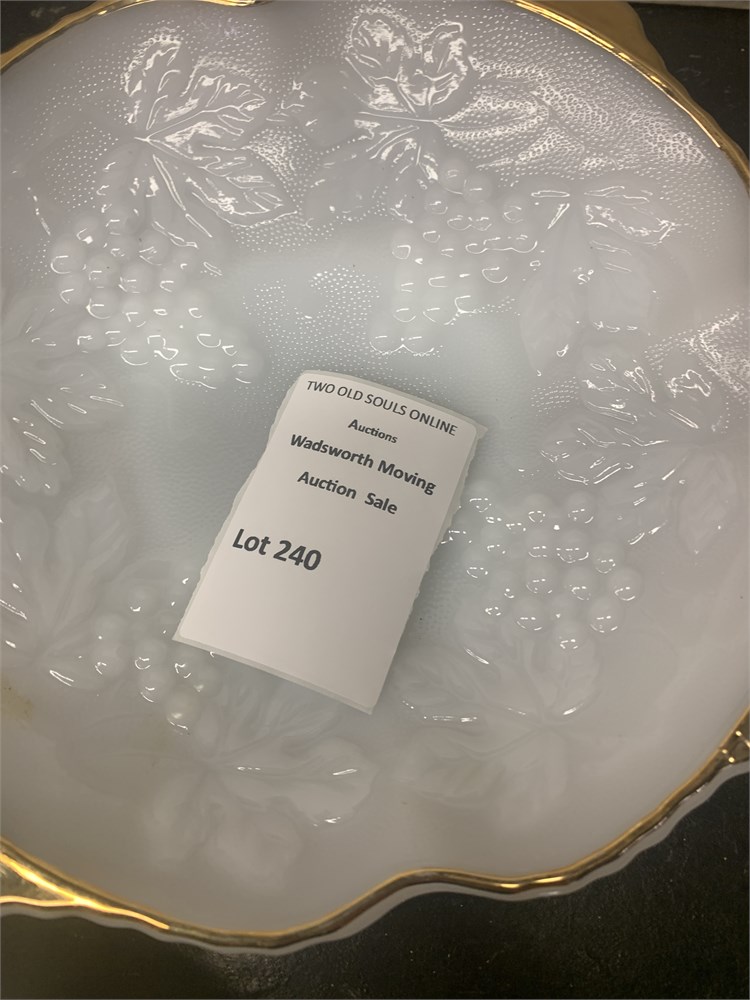 TWO OLD SOULS ONLINE
Auctions
Wadsworth Moving
Auction Sale
Lot 240